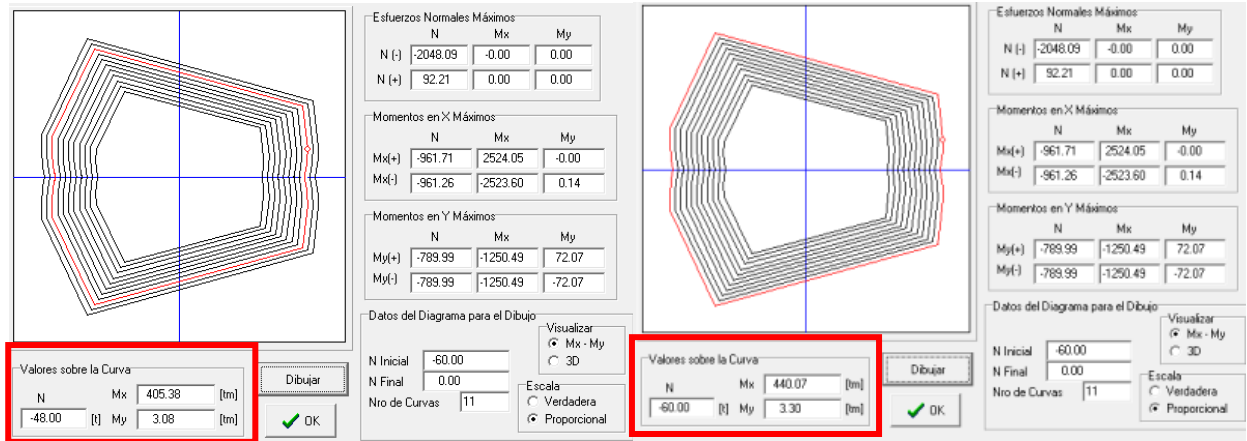 Esfuerzos Normales Máximos
N Mx My
N (-) -2048.09 -0.00 0.00
N (+) 92.21 0.00 0.00
Momentos en X Máximos
N Mx My
Mx(+) -961.71 2524.05 -0.00
Mx(-) -961.26 -2523.60 0.14
Momentos en Y Máximos
N Mx My
My(+) -789.99 -1250.49 72.07
My(-) -789.99 -1250.49 -72.07
Datos del Diagrama para el Dibujo
N Inicial -60.00
N Final 0.00
Nro de Curvas 11
Visualizar
Mx - My
3D
Escala
Verdadera
Proporcional
Valores sobre la Curva
N Mx 405.38 [tm]
-48.00 [t] My 3.08 [tm]
Dibujar
OK
Esfuerzos Normales Máximos
N Mx My
N (-) -2048.09 -0.00 0.00
N (+) 92.21 0.00 0.00
Momentos en X Máximos
N Mx My
Mx(+) -961.71 2524.05 -0.00
Mx(-) -961.26 -2523.60 0.14
Momentos en Y Máximos
N Mx My
My(+) -789.99 -1250.49 72.07
My(-) -789.99 -1250.49 -72.07
Datos del Diagrama para el Dibujo
N Inicial -60.00
N Final 0.00
Nro de Curvas 11
Visualizar
Mx - My
3D
Escala
Verdadera
Proporcional
Valores sobre la Curva
N Mx 440.07 [tm]
-60.00 [t] My 3.30 [tm]
Dibujar
OK